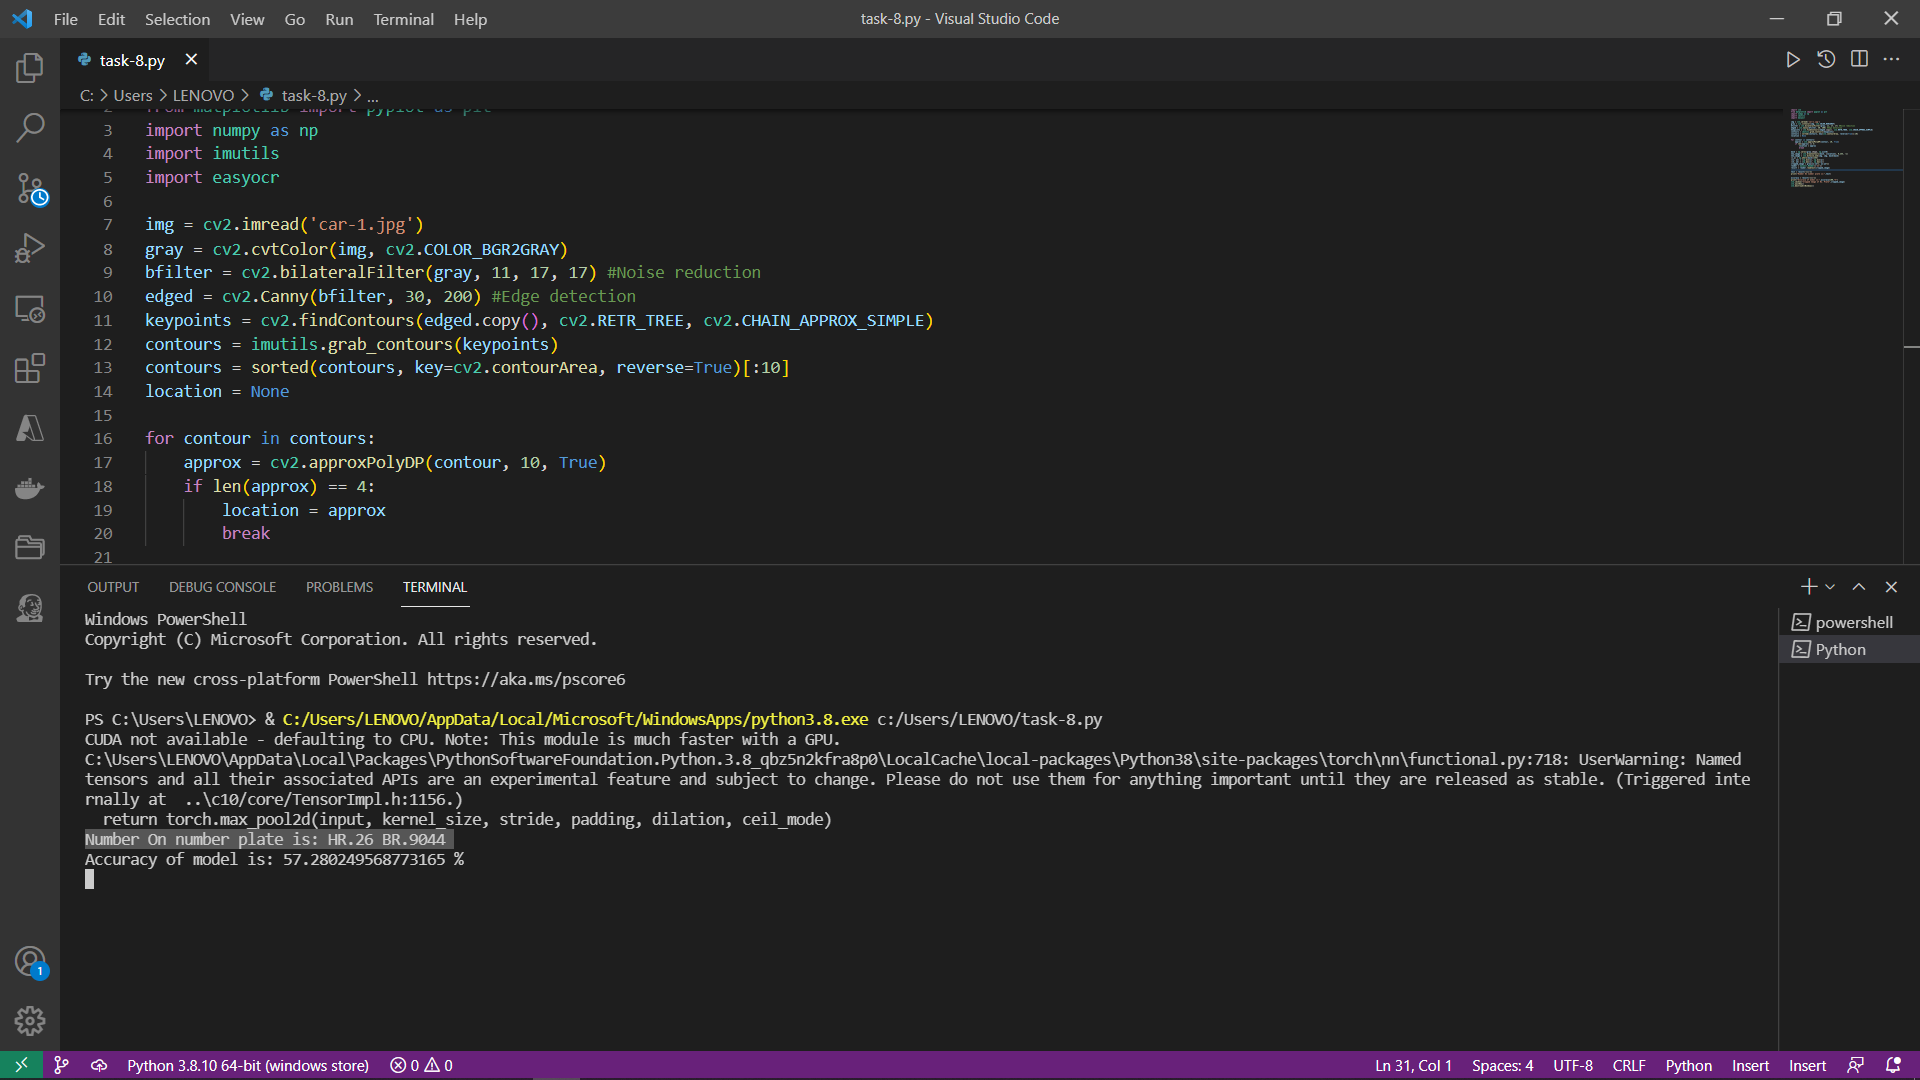 File Edit Selection View Go Run Terminal Help
task-8.py - Visual Studio Code
task-8.py
C: > Users > LENOVO > task-8.py > ...
2 from matplotlib import pyplot as plt
3 import numpy as np
4 import imutils
5 import easyocr
6
7 img = cv2.imread('car-1.jpg')
8 gray = cv2.cvtColor(img, cv2.COLOR_BGR2GRAY)
9 bfilter = cv2.bilateralFilter(gray, 11, 17, 17) #Noise reduction
10 edged = cv2.Canny(bfilter, 30, 200) #Edge detection
11 keypoints = cv2.findContours(edged.copy(), cv2.RETR_TREE, cv2.CHAIN_APPROX_SIMPLE)
12 contours = imutils.grab_contours(keypoints)
13 contours = sorted(contours, key=cv2.contourArea, reverse=True)[:10]
14 location = None
15
16 for contour in contours:
17 approx = cv2.approxPolyDP(contour, 10, True)
18 if len(approx) == 4:
19 location = approx
20 break
21
OUTPUT DEBUG CONSOLE PROBLEMS TERMINAL
powershell
Python
Windows PowerShell
Copyright (C) Microsoft Corporation. All rights reserved.
Try the new cross-platform PowerShell https://aka.ms/pscore6
PS C:\Users\LENOVO> & C:/Users/LENOVO/AppData/Local/Microsoft/WindowsApps/python3.8.exe c:/Users/LENOVO/task-8.py
CUDA not available - defaulting to CPU. Note: This module is much faster with a GPU.
C:\Users\LENOVO\AppData\Local\Packages\PythonSoftwareFoundation.Python.3.8_qbz5n2kfra8p0\LocalCache\local-packages\Python38\site-packages\torch\nn\functional.py:718: UserWarning: Named
tensors and all their associated APIs are an experimental feature and subject to change. Please do not use them for anything important until they are released as stable. (Triggered inte
rnally at  ..\c10/core/TensorImpl.h:1156.)
return torch.max_pool2d(input, kernel_size, stride, padding, dilation, ceil_mode)
Number On number plate is: HR.26 BR.9044
Accuracy of model is: 57.280249568773165 %
1
Python 3.8.10 64-bit (windows store) 0 0 Ln 31, Col 1 Spaces: 4 UTF-8 CRLF Python Insert Insert